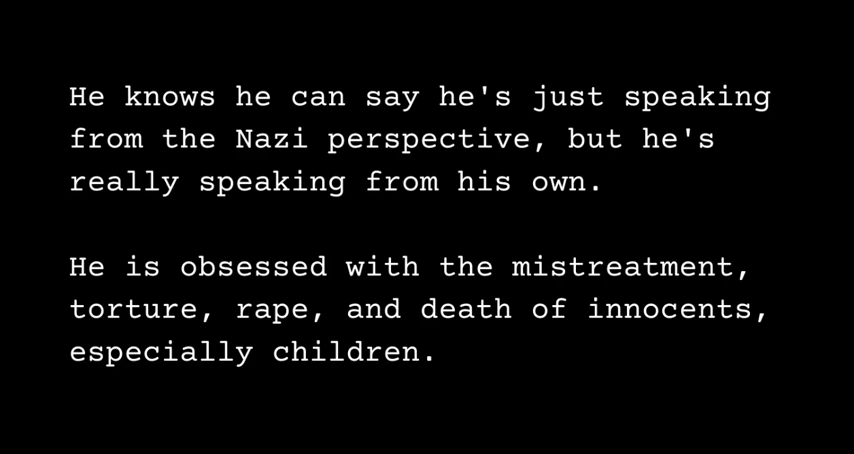 He knows he can say he's just speaking
from the Nazi perspective, but he's
really speaking from his own.
He is obsessed with the mistreatment,
torture, rape, and death of innocents,
especially children.